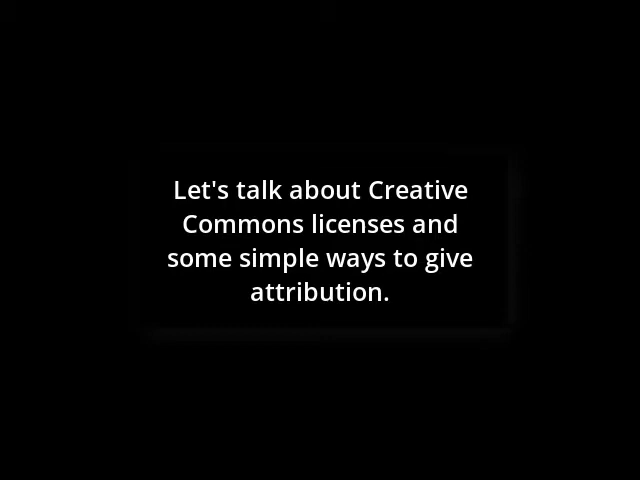 Let's talk about Creative
Commons licenses and
some simple ways to give
attribution.